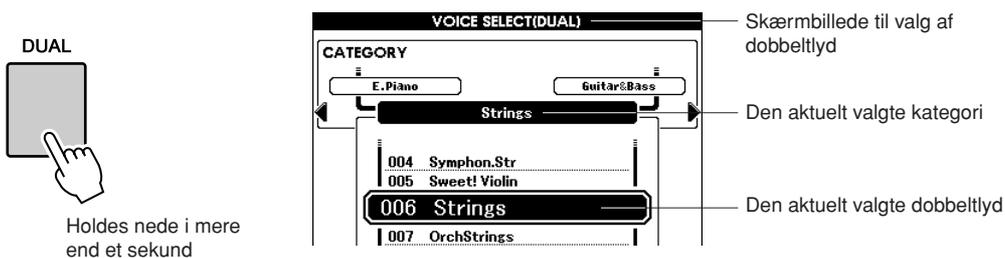 DUAL
Holdes nede i mere
end et sekund
VOICE SELECT(DUAL)
CATEGORY
E.Piano
Guitar&Bass
Strings
004 Symphon.Str
005 Sweet! Violin
006 Strings
007 OrchStrings
Skærmbillede til valg af
dobbeltlyd
Den aktuelt valgte kategori
Den aktuelt valgte dobbeltlyd